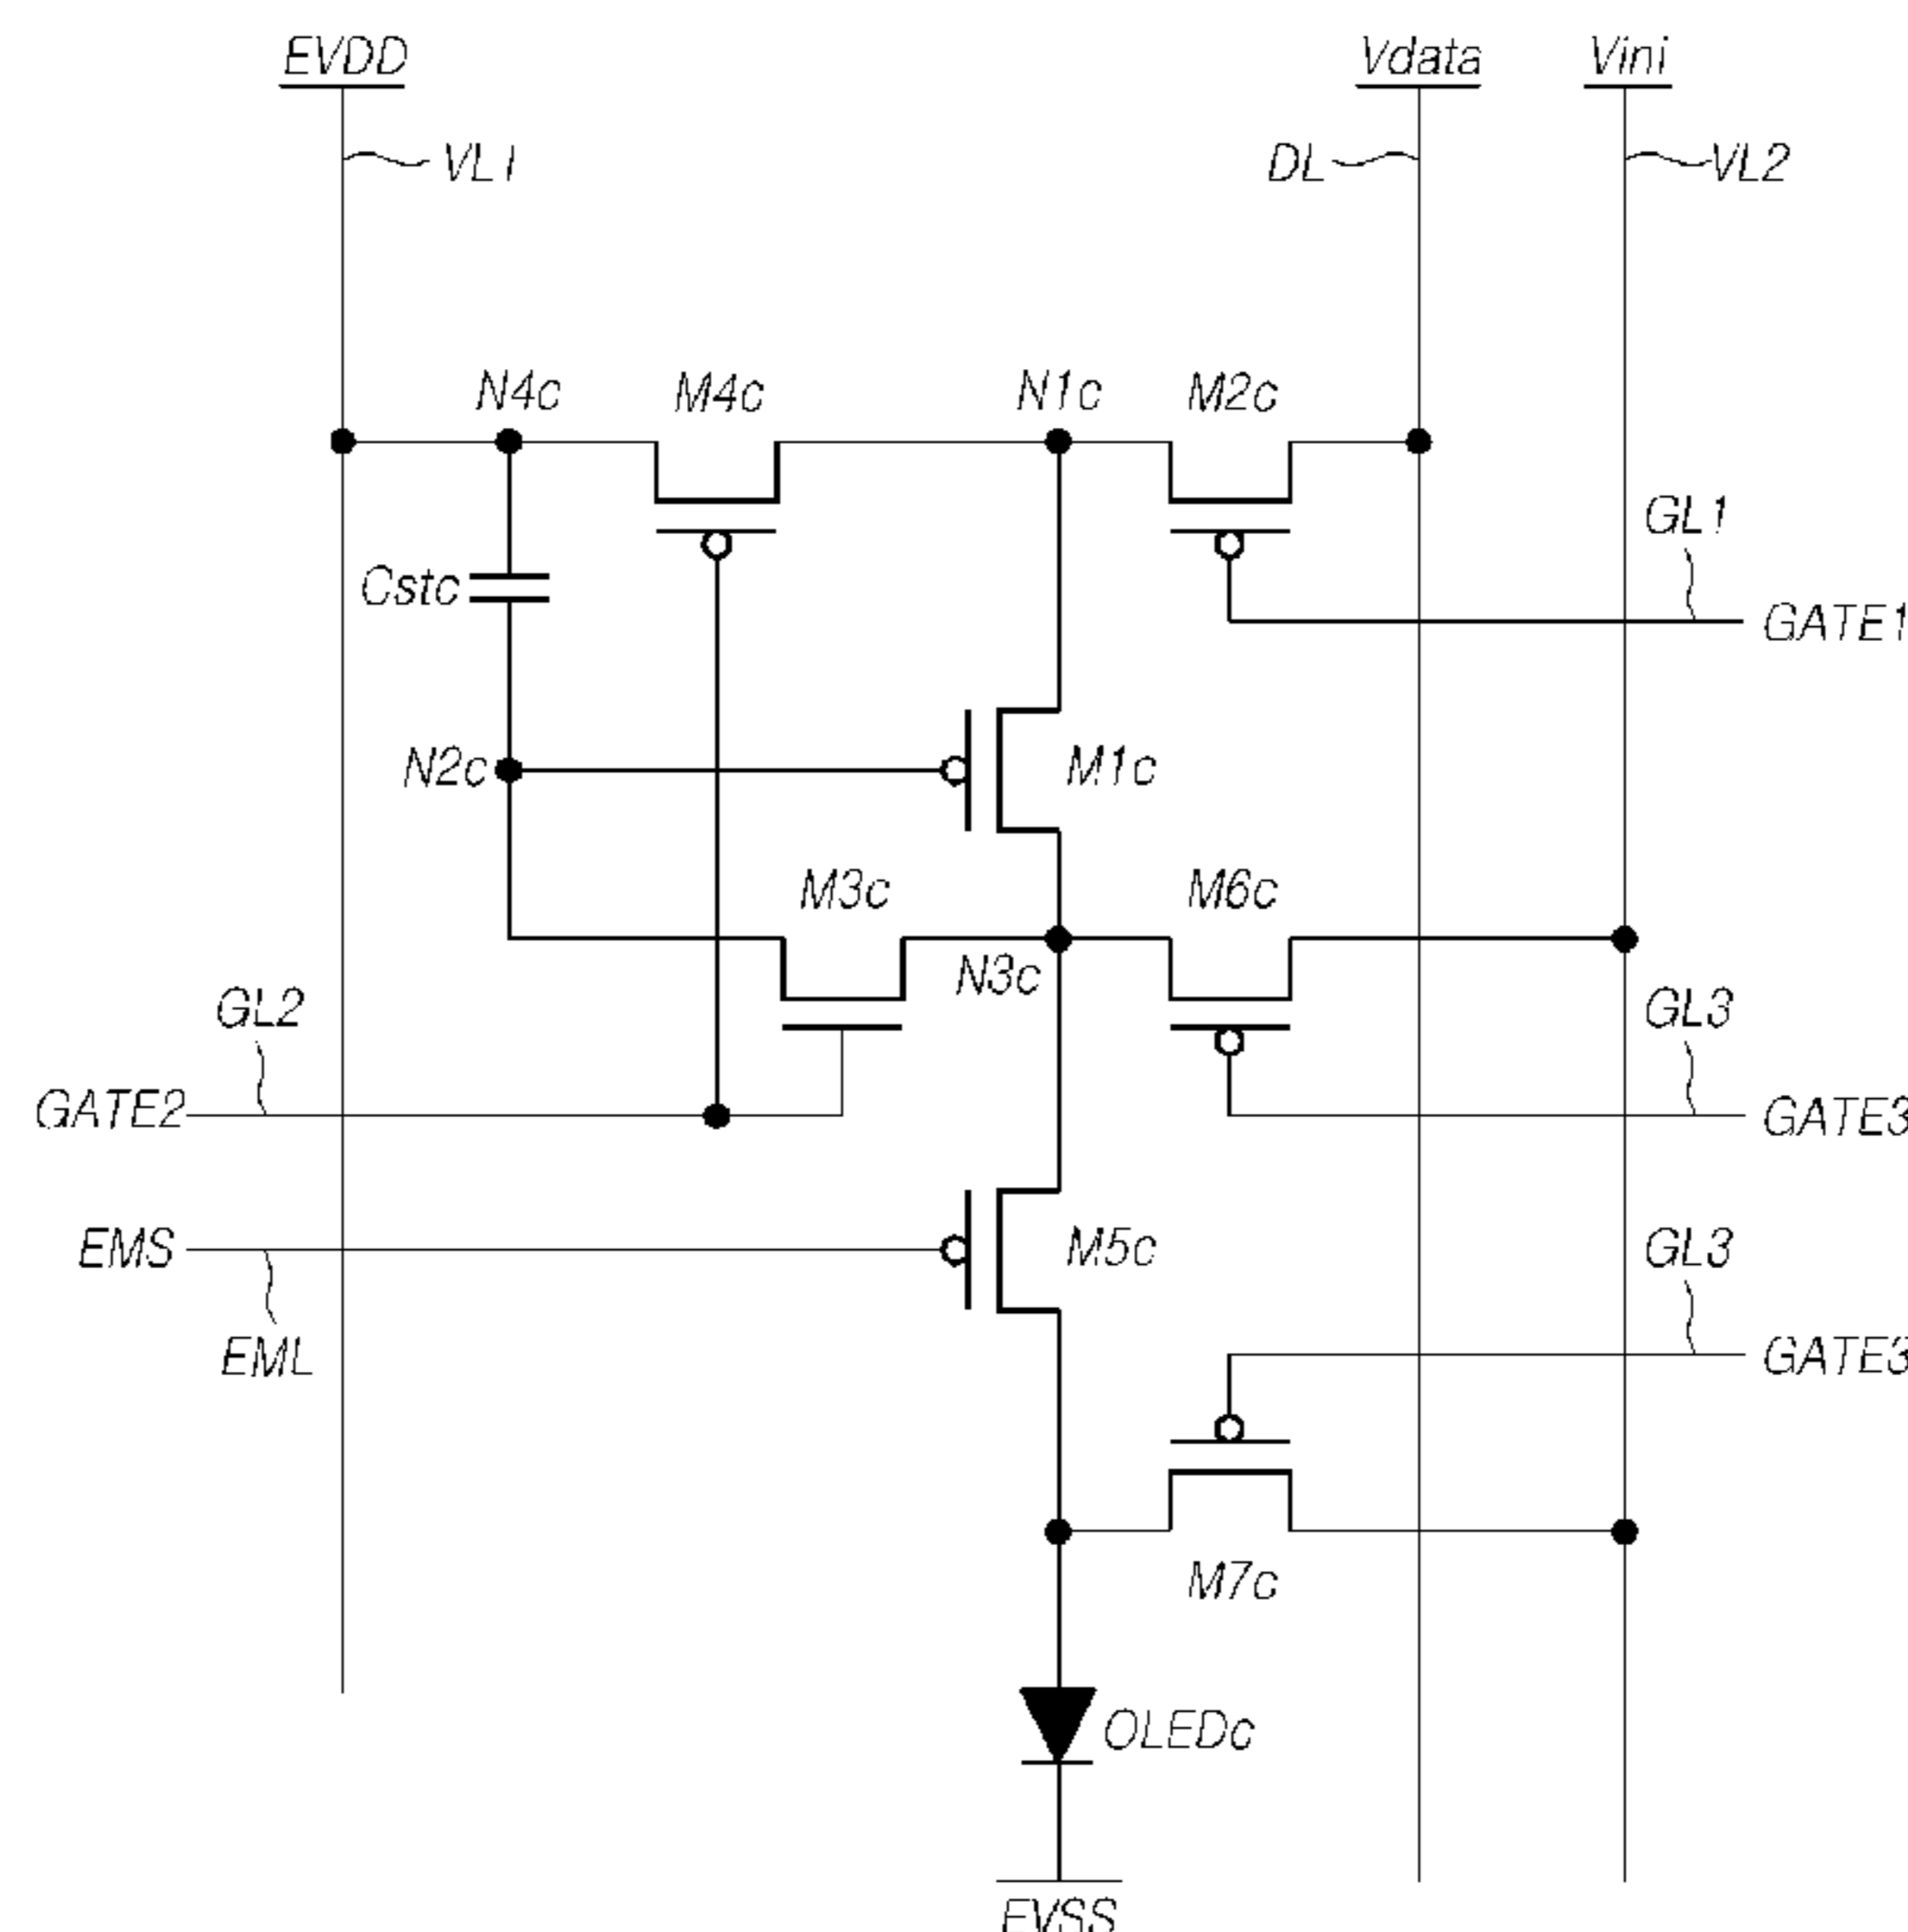 EVDD
Vdata
Vini
VL1
DL
VL2
N4c
M4c
N1c
M2c
GL1
Cstc
GATE1
N2c
M1c
M3c
M6c
N3c
GL2
GL3
GATE2
GATE3
EMS
M5c
GL3
EML
GATE3
M7c
OLEDc
EVSS